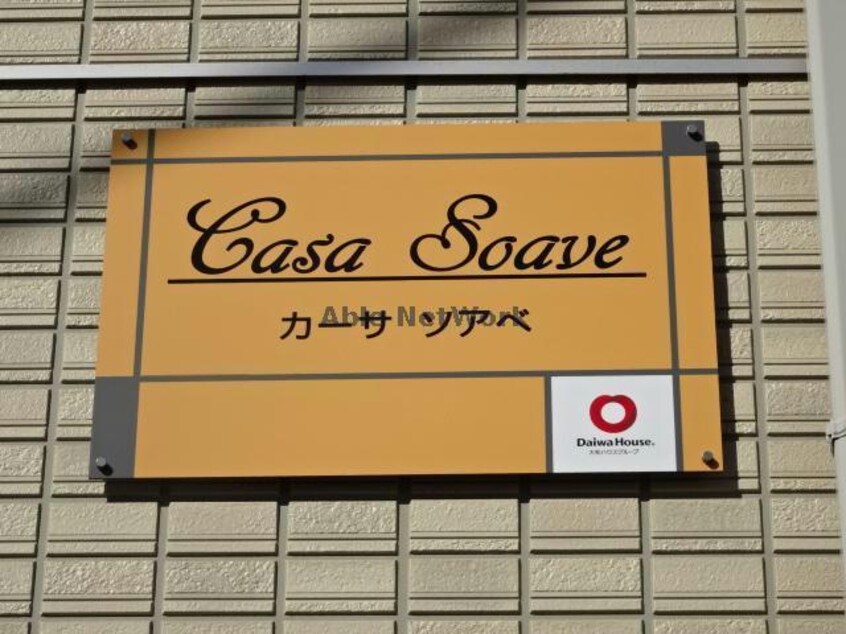 Casa Soave
カーサ ソアベ
Able NetWork
Daiwa House®
大和ハウスグループ